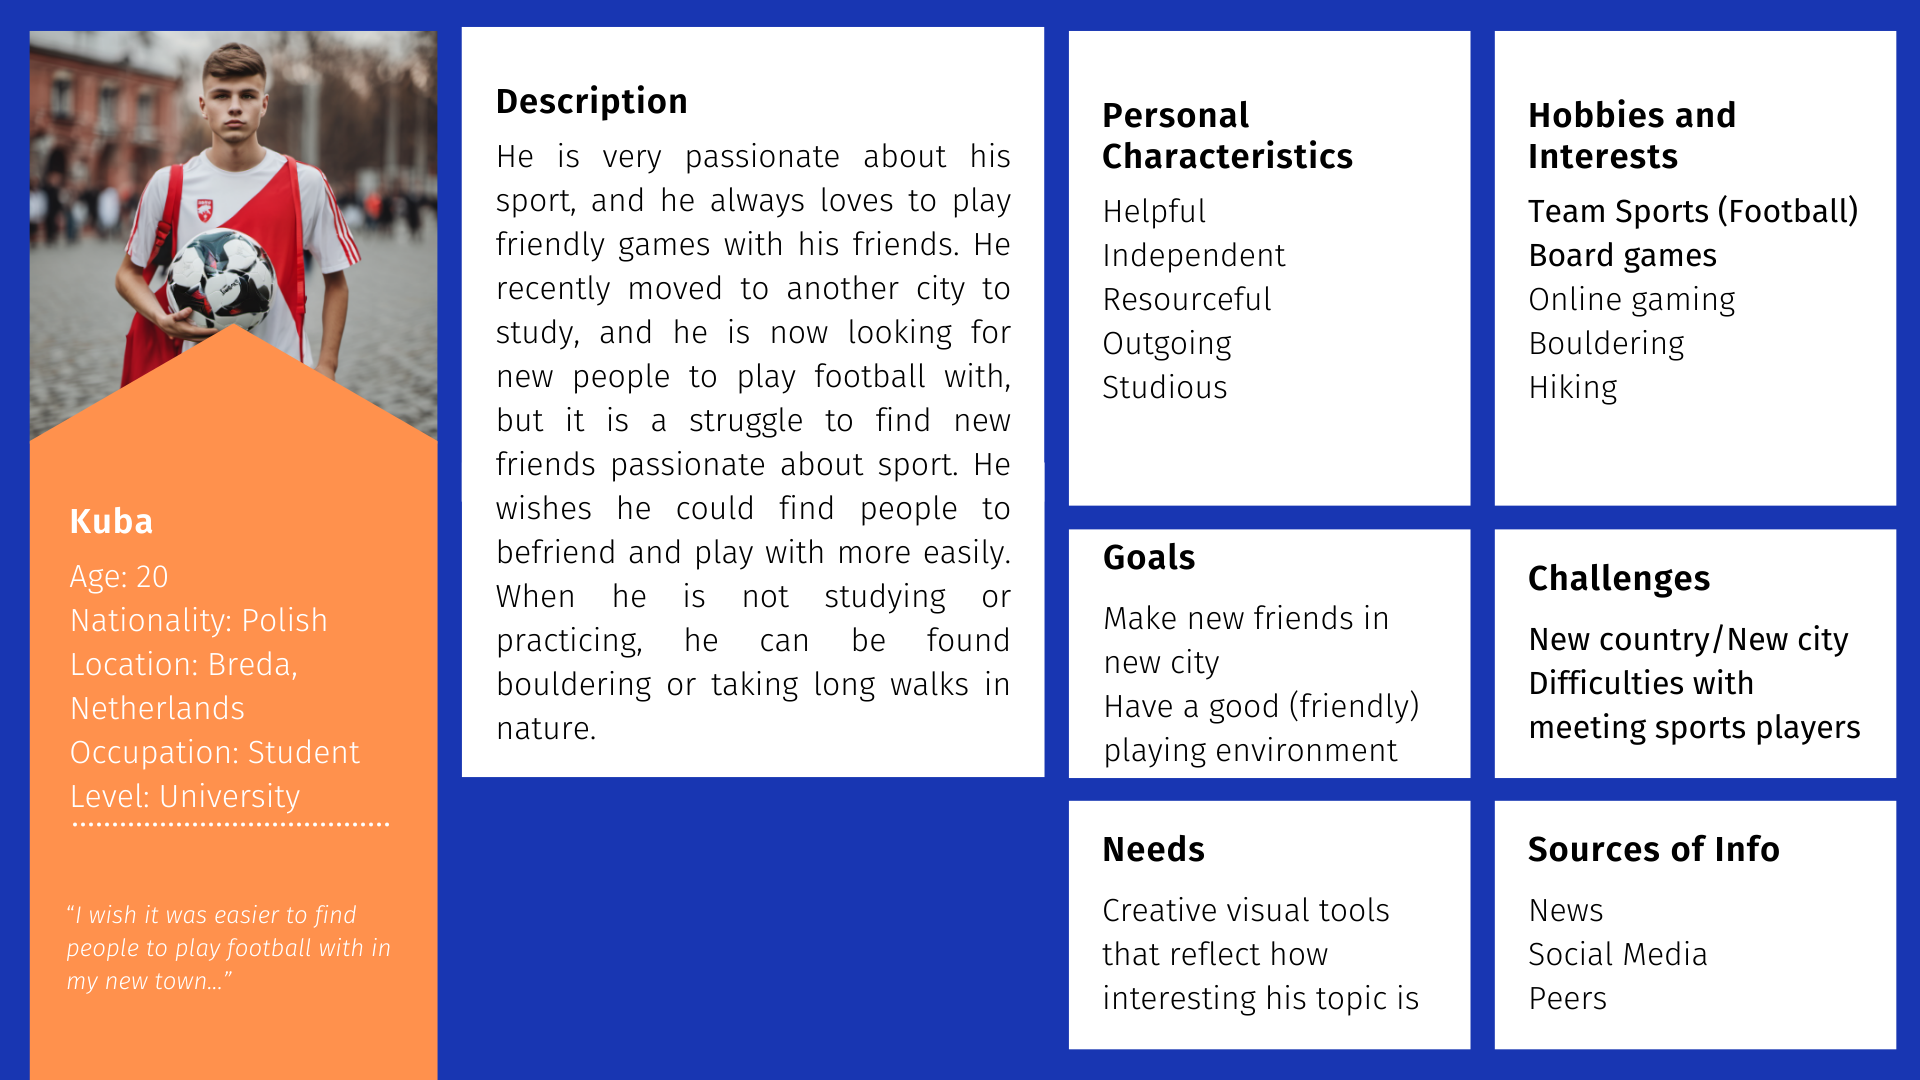 Kuba
Age: 20
Nationality: Polish
Location: Breda,
Netherlands
Occupation: Student
Level: University
“I wish it was easier to find
people to play football with in
my new town...”
Description
He is very passionate about his
sport, and he always loves to play
friendly games with his friends. He
recently moved to another city to
study, and he is now looking for
new people to play football with,
but it is a struggle to find new
friends passionate about sport. He
wishes he could find people to
befriend and play with more easily.
When he is not studying or
practicing, he can be found
bouldering or taking long walks in
nature.
Personal
Characteristics
Helpful
Independent
Resourceful
Outgoing
Studious
Hobbies and
Interests
Team Sports (Football)
Board games
Online gaming
Bouldering
Hiking
Goals
Make new friends in
new city
Have a good (friendly)
playing environment
Challenges
New country/New city
Difficulties with
meeting sports players
Needs
Creative visual tools
that reflect how
interesting his topic is
Sources of Info
News
Social Media
Peers